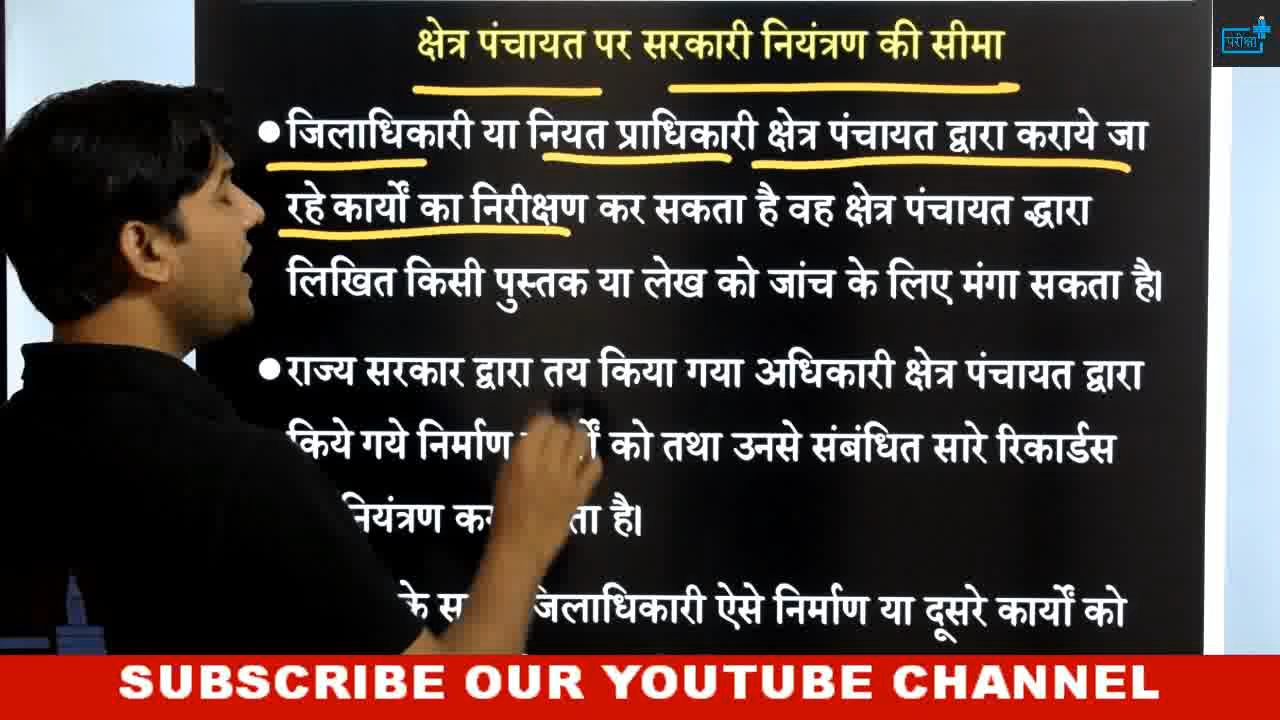 क्षेत्र पंचायत पर सरकारी नियंत्रण की सीमा
परीक्षा
● जिलाधिकारी या नियत प्राधिकारी क्षेत्र पंचायत द्वारा कराये जा
रहे कार्यों का निरीक्षण कर सकता है वह क्षेत्र पंचायत द्धारा
लिखित किसी पुस्तक या लेख को जांच के लिए मंगा सकता है।
● राज्य सरकार द्वारा तय किया गया अधिकारी क्षेत्र पंचायत द्वारा
किये गये निर्माण को तथा उनसे संबंधित सारे रिकार्डस
नियंत्रण है।
के जिलाधिकारी ऐसे निर्माण या दूसरे कार्यों को
SUBSCRIBE OUR YOUTUBE CHANNEL